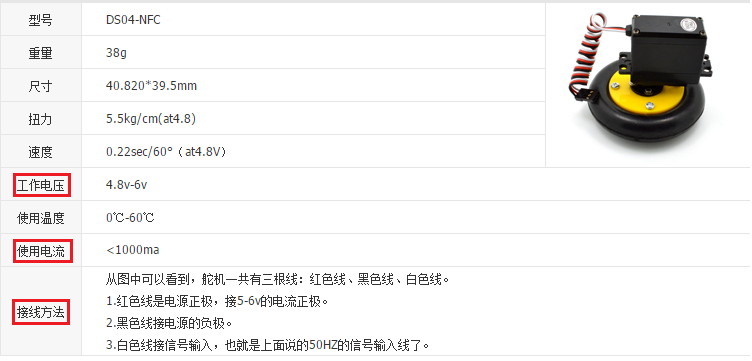 型号 DS04-NFC
重量 38g
尺寸 40.820*39.5mm
扭力 5.5kg/cm(at4.8)
速度 0.22sec/60°（at4.8V）
工作电压 4.8v-6v
使用温度 0℃-60℃
使用电流 <1000ma
接线方法
从图中可以看到，舵机一共有三根线：红色线、黑色线、白色线。
1.红色线是电源正极，接5-6v的电流正极。
2.黑色线接电源的负极。
3.白色线接信号输入，也就是上面说的50HZ的信号输入线了。